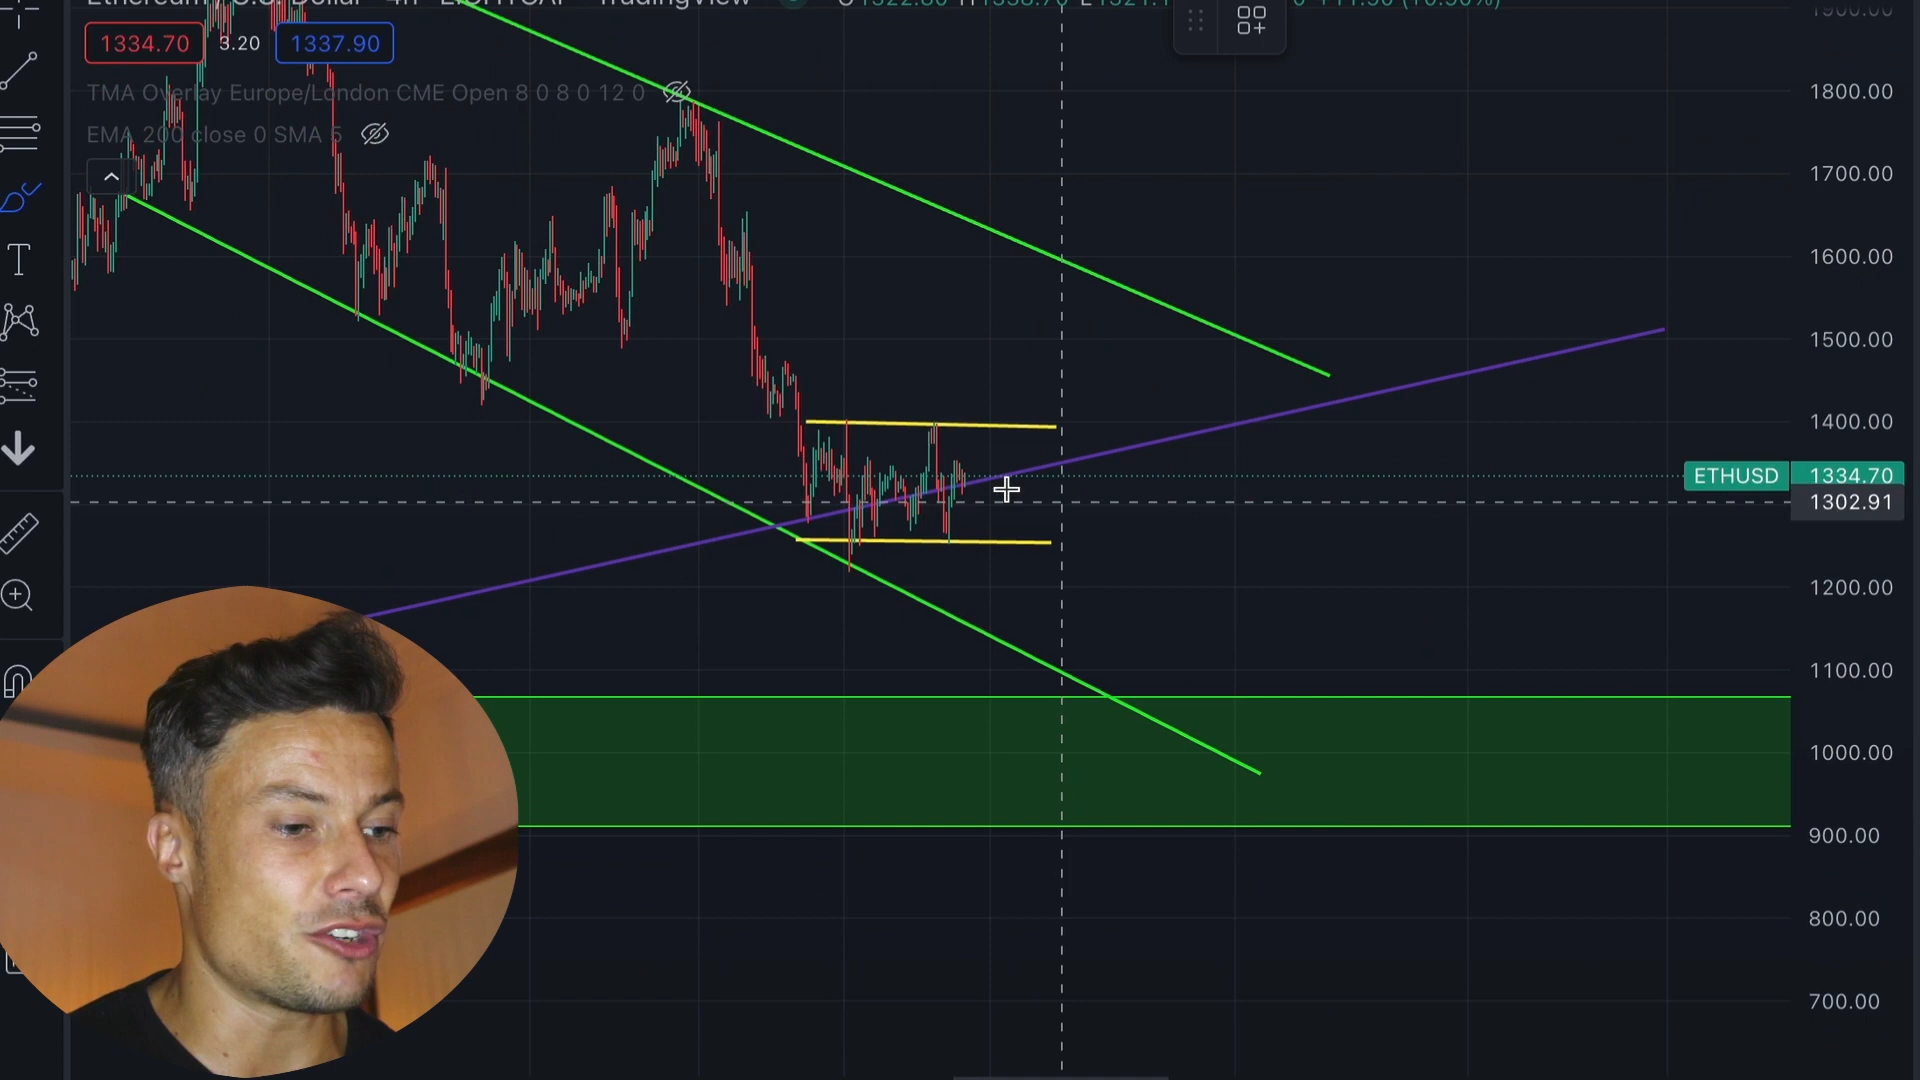 1334.70 3.20 1337.90
TMA Overlay Europe/London CME Open 8 0 8 0 12 0
EMA 200 close 0 SMA 5
T
1800.00
1700.00
1600.00
1500.00
1400.00
ETHUSD 1334.70
1302.91
1200.00
1100.00
1000.00
900.00
800.00
700.00